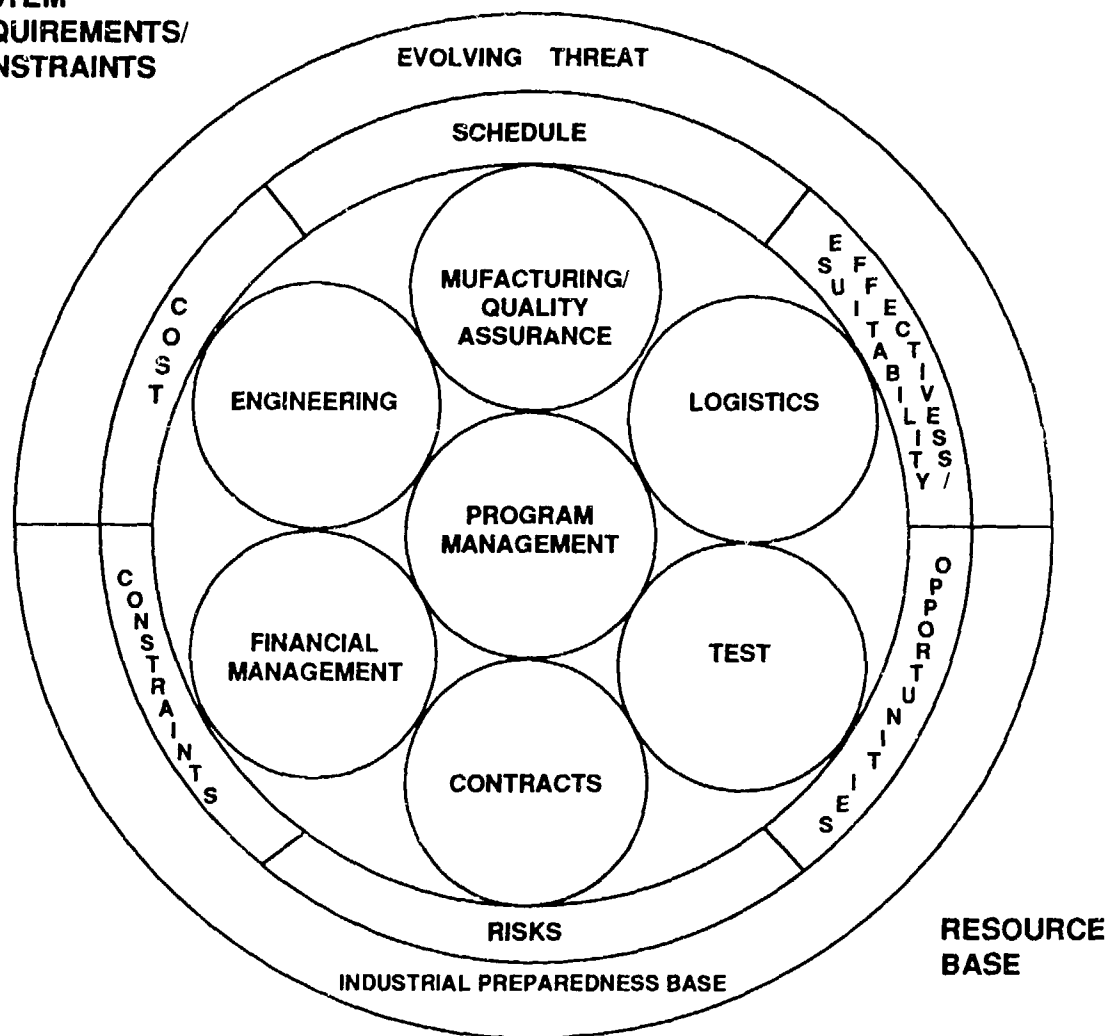 QUIREMENTS/
NSTRAINTS
EVOLVING THREAT
SCHEDULE
COST
EFFECTIVESS/
SUITABILITY
MUFACTURING/
QUALITY
ASSURANCE
ENGINEERING
LOGISTICS
PROGRAM
MANAGEMENT
FINANCIAL
MANAGEMENT
TEST
CONTRACTS
CONSTRAINTS
OPPORTUNITIES
RISKS
INDUSTRIAL PREPAREDNESS BASE
RESOURCE
BASE